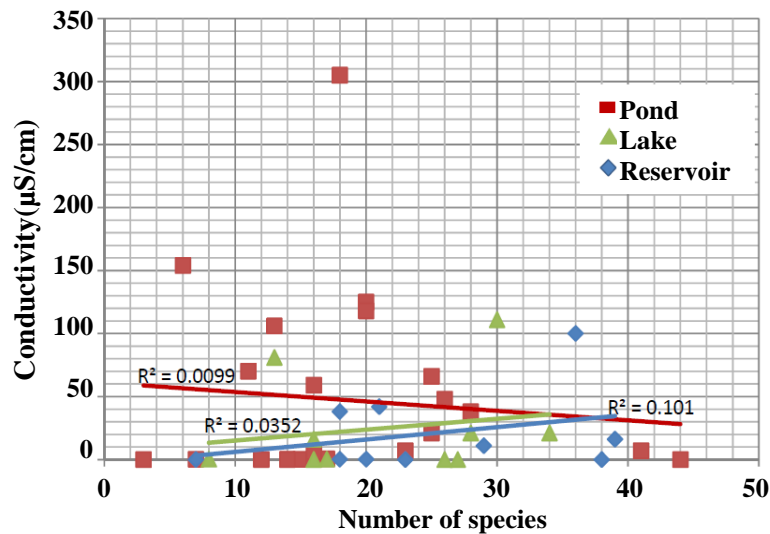 350
300
250
200
150
100
50
0
Conductivity(µS/cm)
Pond
Lake
Reservoir
R² = 0.0099
R² = 0.0352
R² = 0.101
0 10 20 30 40 50
Number of species